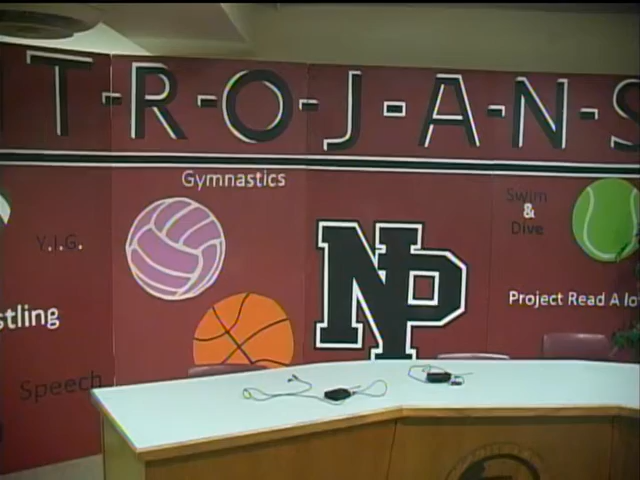 T-R-O-J-A-N-S
Gymnastics
Swim
&
Dive
Y.I.G.
NP
Project Read A lo
stling
Speech